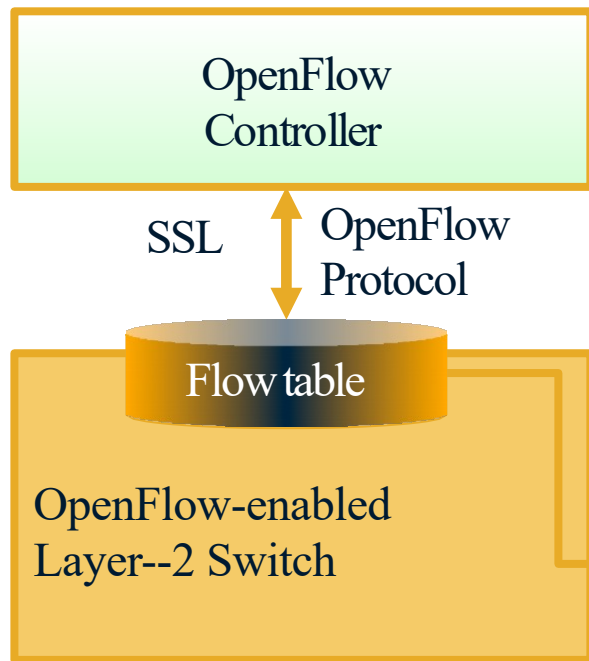 OpenFlow
Controller
SSL
OpenFlow
Protocol
Flow table
OpenFlow-enabled
Layer--2 Switch